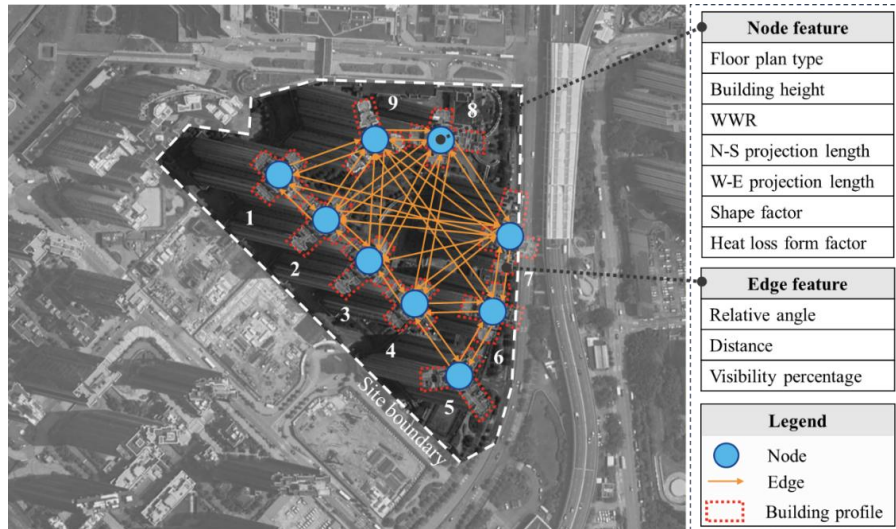 9
8
1
2
3
4
5
6
7
Site boundary
Node feature
Floor plan type
Building height
WWR
N-S projection length
W-E projection length
Shape factor
Heat loss form factor
Edge feature
Relative angle
Distance
Visibility percentage
Legend
Node
Edge
Building profile